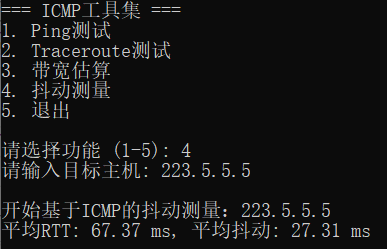 === ICMP工具集 ===
1. Ping测试
2. Traceroute测试
3. 带宽估算
4. 抖动测量
5. 退出
请选择功能 (1-5): 4
请输入目标主机: 223.5.5.5
开始基于ICMP的抖动测量：223.5.5.5
平均RTT: 67.37 ms, 平均抖动: 27.31 ms